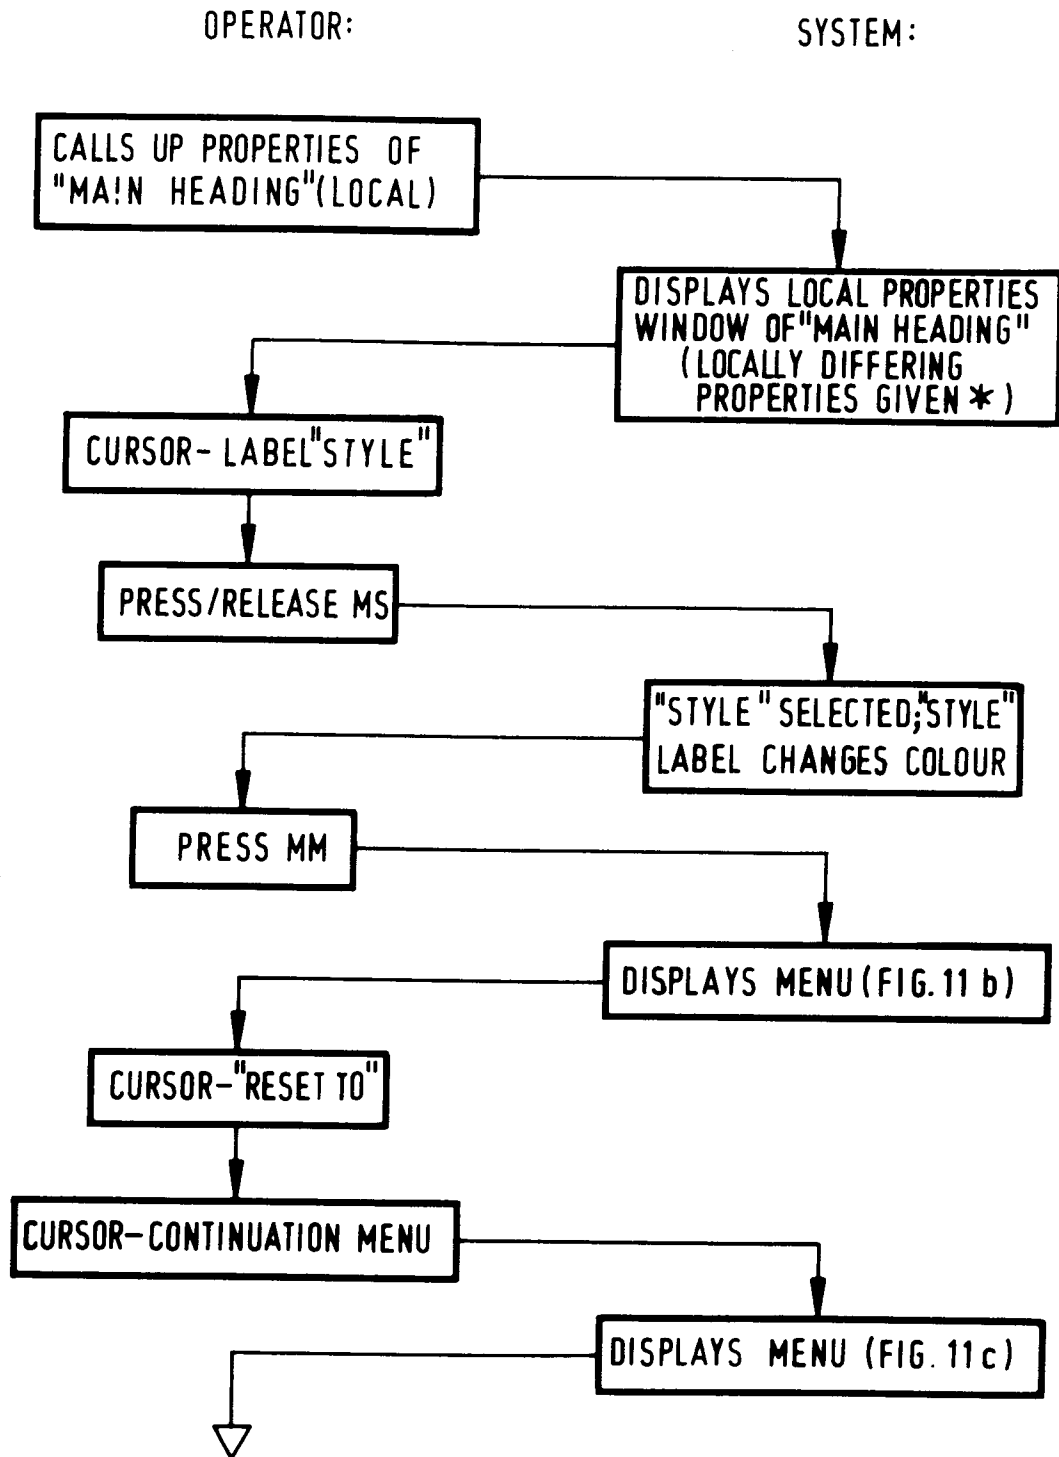 OPERATOR:
SYSTEM:
CALLS UP PROPERTIES OF
"MAIN HEADING"(LOCAL)
DISPLAYS LOCAL PROPERTIES
WINDOW OF "MAIN HEADING"
(LOCALLY DIFFERING
PROPERTIES GIVEN *)
CURSOR- LABEL "STYLE"
PRESS/RELEASE MS
"STYLE" SELECTED; "STYLE"
LABEL CHANGES COLOUR
PRESS MM
DISPLAYS MENU (FIG. 11 b)
CURSOR-"RESET TO"
CURSOR-CONTINUATION MENU
DISPLAYS MENU (FIG. 11 c)